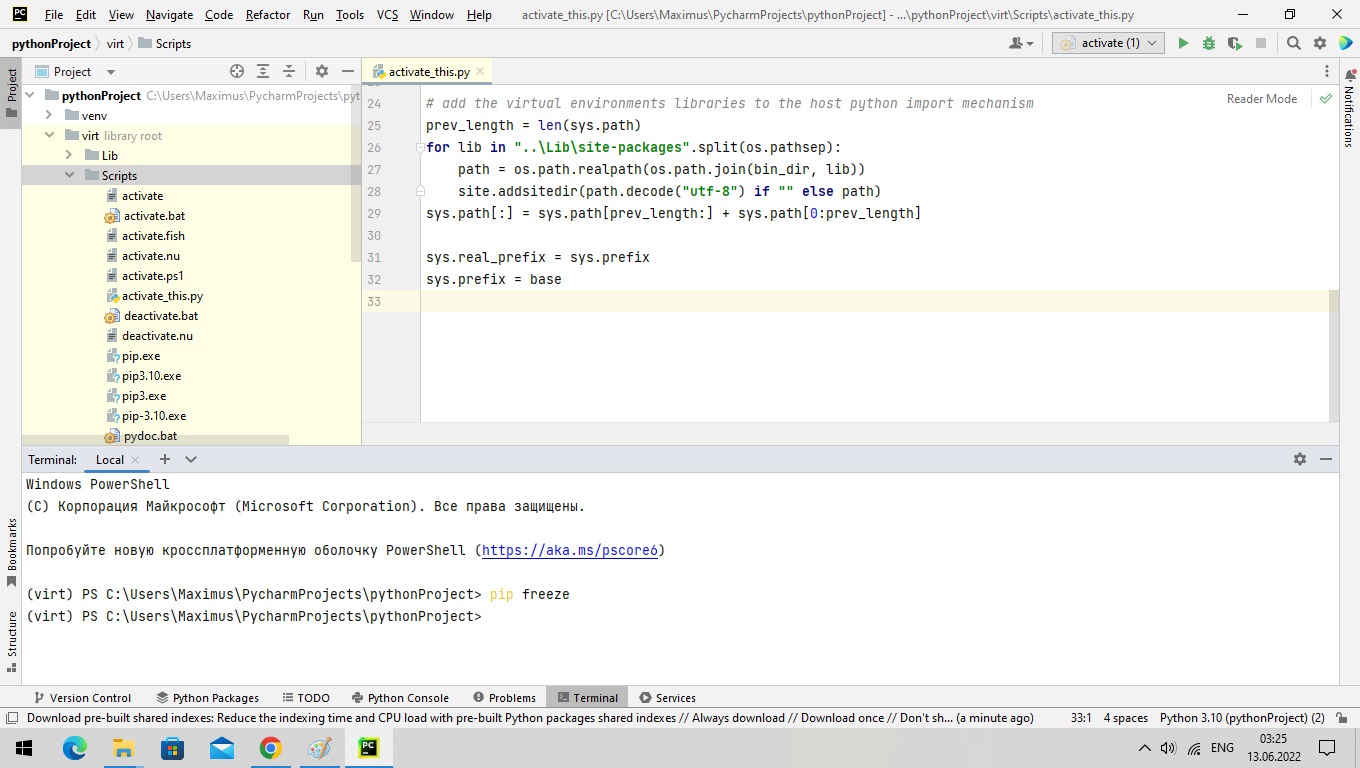 PC File Edit View Navigate Code Refactor Run Tools VCS Window Help activate_this.py [C:\Users\Maximus\PycharmProjects\pythonProject] - ...\pythonProject\virt\Scripts\activate_this.py
pythonProject virt Scripts activate (1)
Project
Project
activate_this.py
pythonProject C:\Users\Maximus\PycharmProjects\pyt
venv
virt library root
Lib
Scripts
activate
activate.bat
activate.fish
activate.nu
activate.ps1
activate_this.py
deactivate.bat
deactivate.nu
pip.exe
pip3.10.exe
pip3.exe
pip-3.10.exe
pydoc.bat
Reader Mode
Notifications
24 # add the virtual environments libraries to the host python import mechanism
25 prev_length = len(sys.path)
26 for lib in "..\Lib\site-packages".split(os.pathsep):
27 path = os.path.realpath(os.path.join(bin_dir, lib))
28 site.addsitedir(path.decode("utf-8") if "" else path)
29 sys.path[:] = sys.path[prev_length:] + sys.path[0:prev_length]
30
31 sys.real_prefix = sys.prefix
32 sys.prefix = base
33
Terminal: Local
Windows PowerShell
(C) Корпорация Майкрософт (Microsoft Corporation). Все права защищены.
Попробуйте новую кроссплатформенную оболочку PowerShell (https://aka.ms/pscore6)
(virt) PS C:\Users\Maximus\PycharmProjects\pythonProject> pip freeze
(virt) PS C:\Users\Maximus\PycharmProjects\pythonProject>
Bookmarks
Structure
Version Control Python Packages TODO Python Console Problems Terminal Services
Download pre-built shared indexes: Reduce the indexing time and CPU load with pre-built Python packages shared indexes // Always download // Download once // Don't sh... (a minute ago) 33:1 4 spaces Python 3.10 (pythonProject) (2)
PC
ENG
03:25
13.06.2022